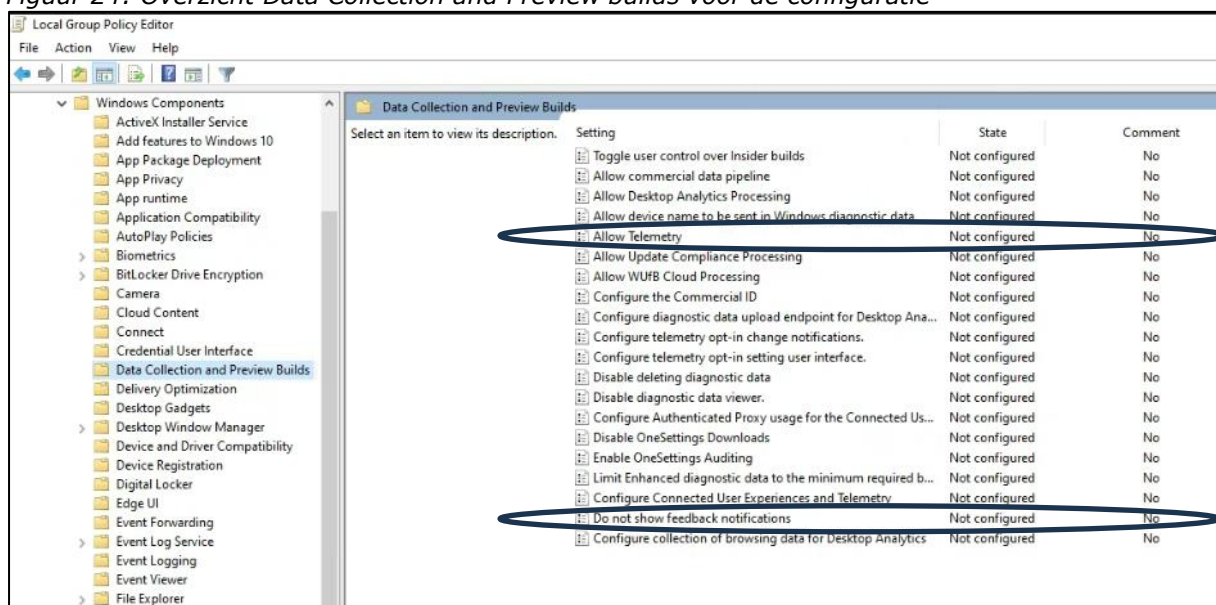 Figuur 24: Overzicht Data Collection and Preview builds voor de configuratie
Local Group Policy Editor
File Action View Help
Windows Components
ActiveX Installer Service
Add features to Windows 10
App Package Deployment
App Privacy
App runtime
Application Compatibility
AutoPlay Policies
Biometrics
BitLocker Drive Encryption
Camera
Cloud Content
Connect
Credential User Interface
Data Collection and Preview Builds
Delivery Optimization
Desktop Gadgets
Desktop Window Manager
Device and Driver Compatibility
Device Registration
Digital Locker
Edge UI
Event Forwarding
Event Log Service
Event Logging
Event Viewer
File Explorer
Data Collection and Preview Builds
Select an item to view its description.
Setting State Comment
Toggle user control over Insider builds Not configured No
Allow commercial data pipeline Not configured No
Allow Desktop Analytics Processing Not configured No
Allow device name to be sent in Windows diagnostic data Not configured No
Allow Telemetry Not configured No
Allow Update Compliance Processing Not configured No
Allow WUfB Cloud Processing Not configured No
Configure the Commercial ID Not configured No
Configure diagnostic data upload endpoint for Desktop Ana... Not configured No
Configure telemetry opt-in change notifications. Not configured No
Configure telemetry opt-in setting user interface. Not configured No
Disable deleting diagnostic data Not configured No
Disable diagnostic data viewer. Not configured No
Configure Authenticated Proxy usage for the Connected Us... Not configured No
Disable OneSettings Downloads Not configured No
Enable OneSettings Auditing Not configured No
Limit Enhanced diagnostic data to the minimum required b... Not configured No
Configure Connected User Experiences and Telemetry Not configured No
Do not show feedback notifications Not configured No
Configure collection of browsing data for Desktop Analytics Not configured No